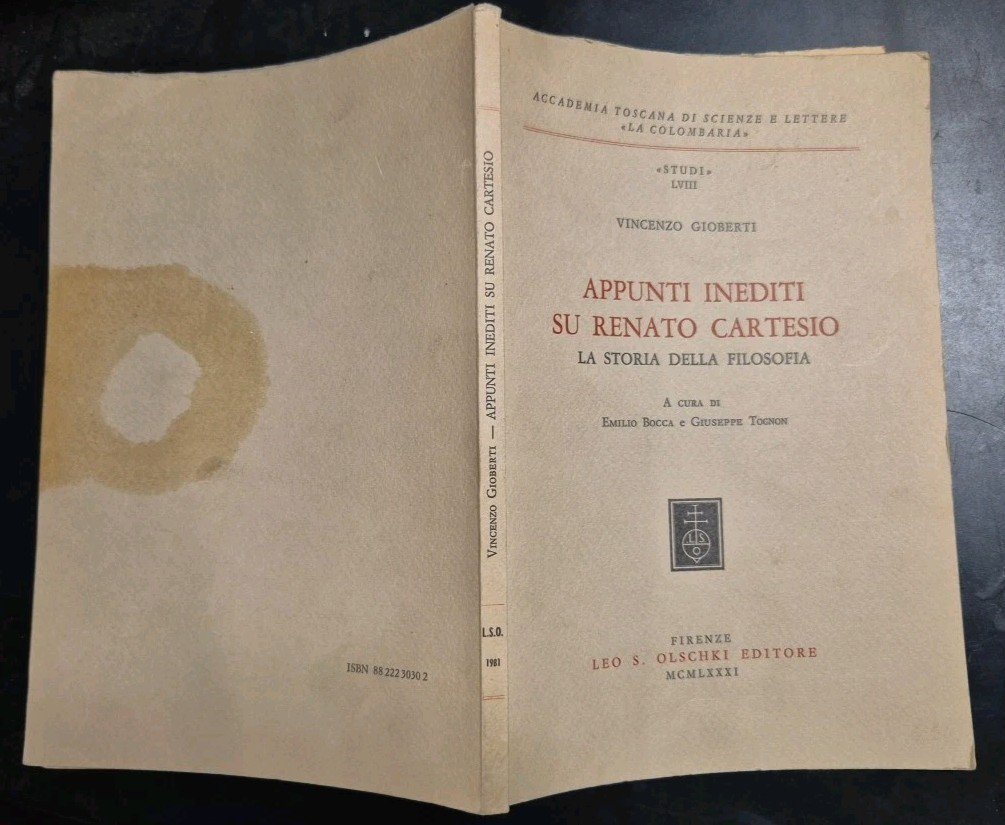 ACCADEMIA TOSCANA DI SCIENZE E LETTERE
«LA COLOMBARIA»
«STUDI»
LVIII
VINCENZO GIOBERTI
APPUNTI INEDITI
SU RENATO CARTESIO
LA STORIA DELLA FILOSOFIA
A CURA DI
EMILIO BOCCA E GIUSEPPE TOGNON
L S
O
FIRENZE
LEO S. OLSCHKI EDITORE
MCMLXXXI
VINCENZO GIOBERTI — APPUNTI INEDITI SU RENATO CARTESIO
L.S.O.
1981
ISBN 88 222 3030 2